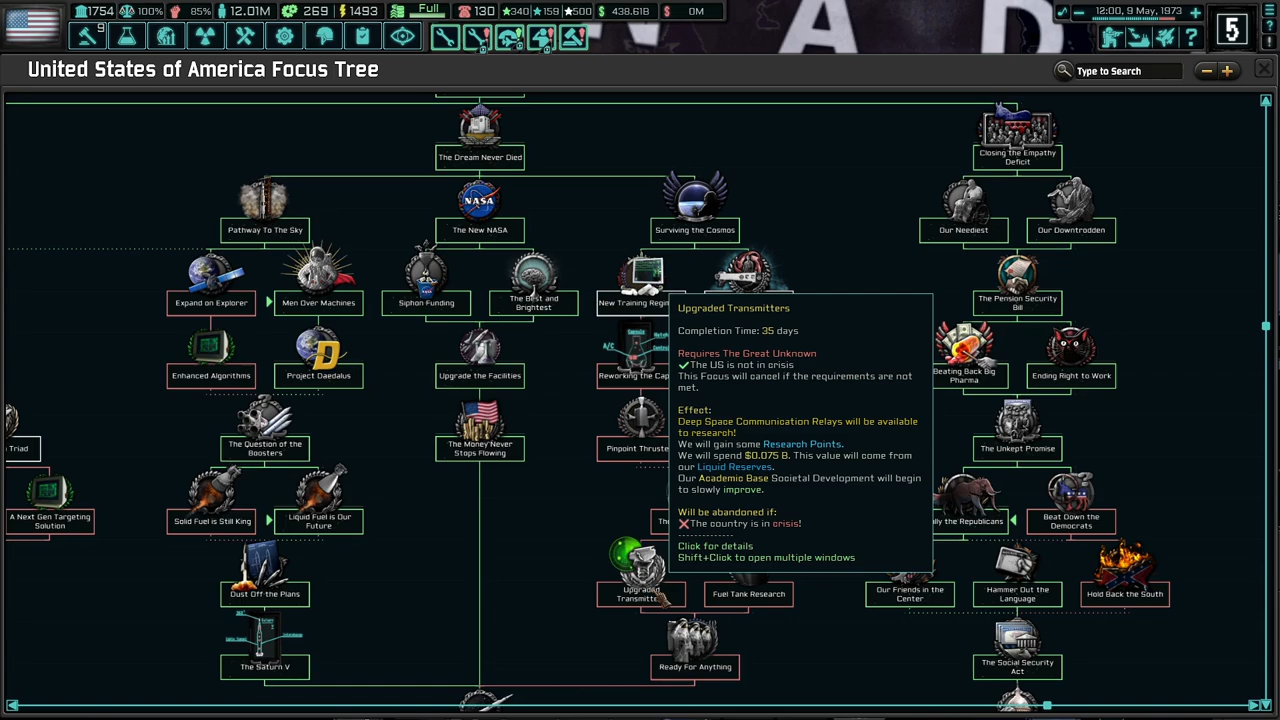 1754 100% 85% 12.01M 269 1493 Full 130 340 159 500 $ 438.61B $ 0M 12:00, 9 May, 1973
9 5
United States of America Focus Tree
Type to Search
The Dream Never Died
Closing the Empathy
Deficit
NASA
Pathway To The Sky
The New NASA
Surviving the Cosmos
Our Neediest
Our Downtrodden
Expand on Explorer
Men Over Machines
Siphon Funding
The Best and
Brightest
New Training Regim
The Pension Security
Bill
Upgraded Transmitters
Completion Time: 35 days
Requires The Great Unknown
The US is not in crisis
This Focus will cancel if the requirements are not
met.
Effect:
Deep Space Communication Relays will be available
to research!
We will gain some Research Points.
We will spend $0.075 B. This value will come from
our Liquid Reserves.
Our Academic Base Societal Development will begin
to slowly improve.
Will be abandoned if:
The country is in crisis!
--------------
Click for details
Shift+Click to open multiple windows
A/C
Enhanced Algorithms
Project Daedalus
Upgrade the Facilities
Reworking the Cap
Beating Back Big
Pharma
Ending Right to Work
Triad
The Question of the
Boosters
The Money Never
Stops Flowing
Pinpoint Thruste
The Unkept Promise
A Next Gen Targeting
Solution
Solid Fuel is Still King
Liquid Fuel is Our
Future
Th
lly the Republicans
Beat Down the
Democrats
Dust Off the Plans
Upgraded
Transmitte
Fuel Tank Research
Our Friends in the
Center
Hammer Out the
Language
Hold Back the South
The Saturn V
Ready For Anything
The Social Security
Act